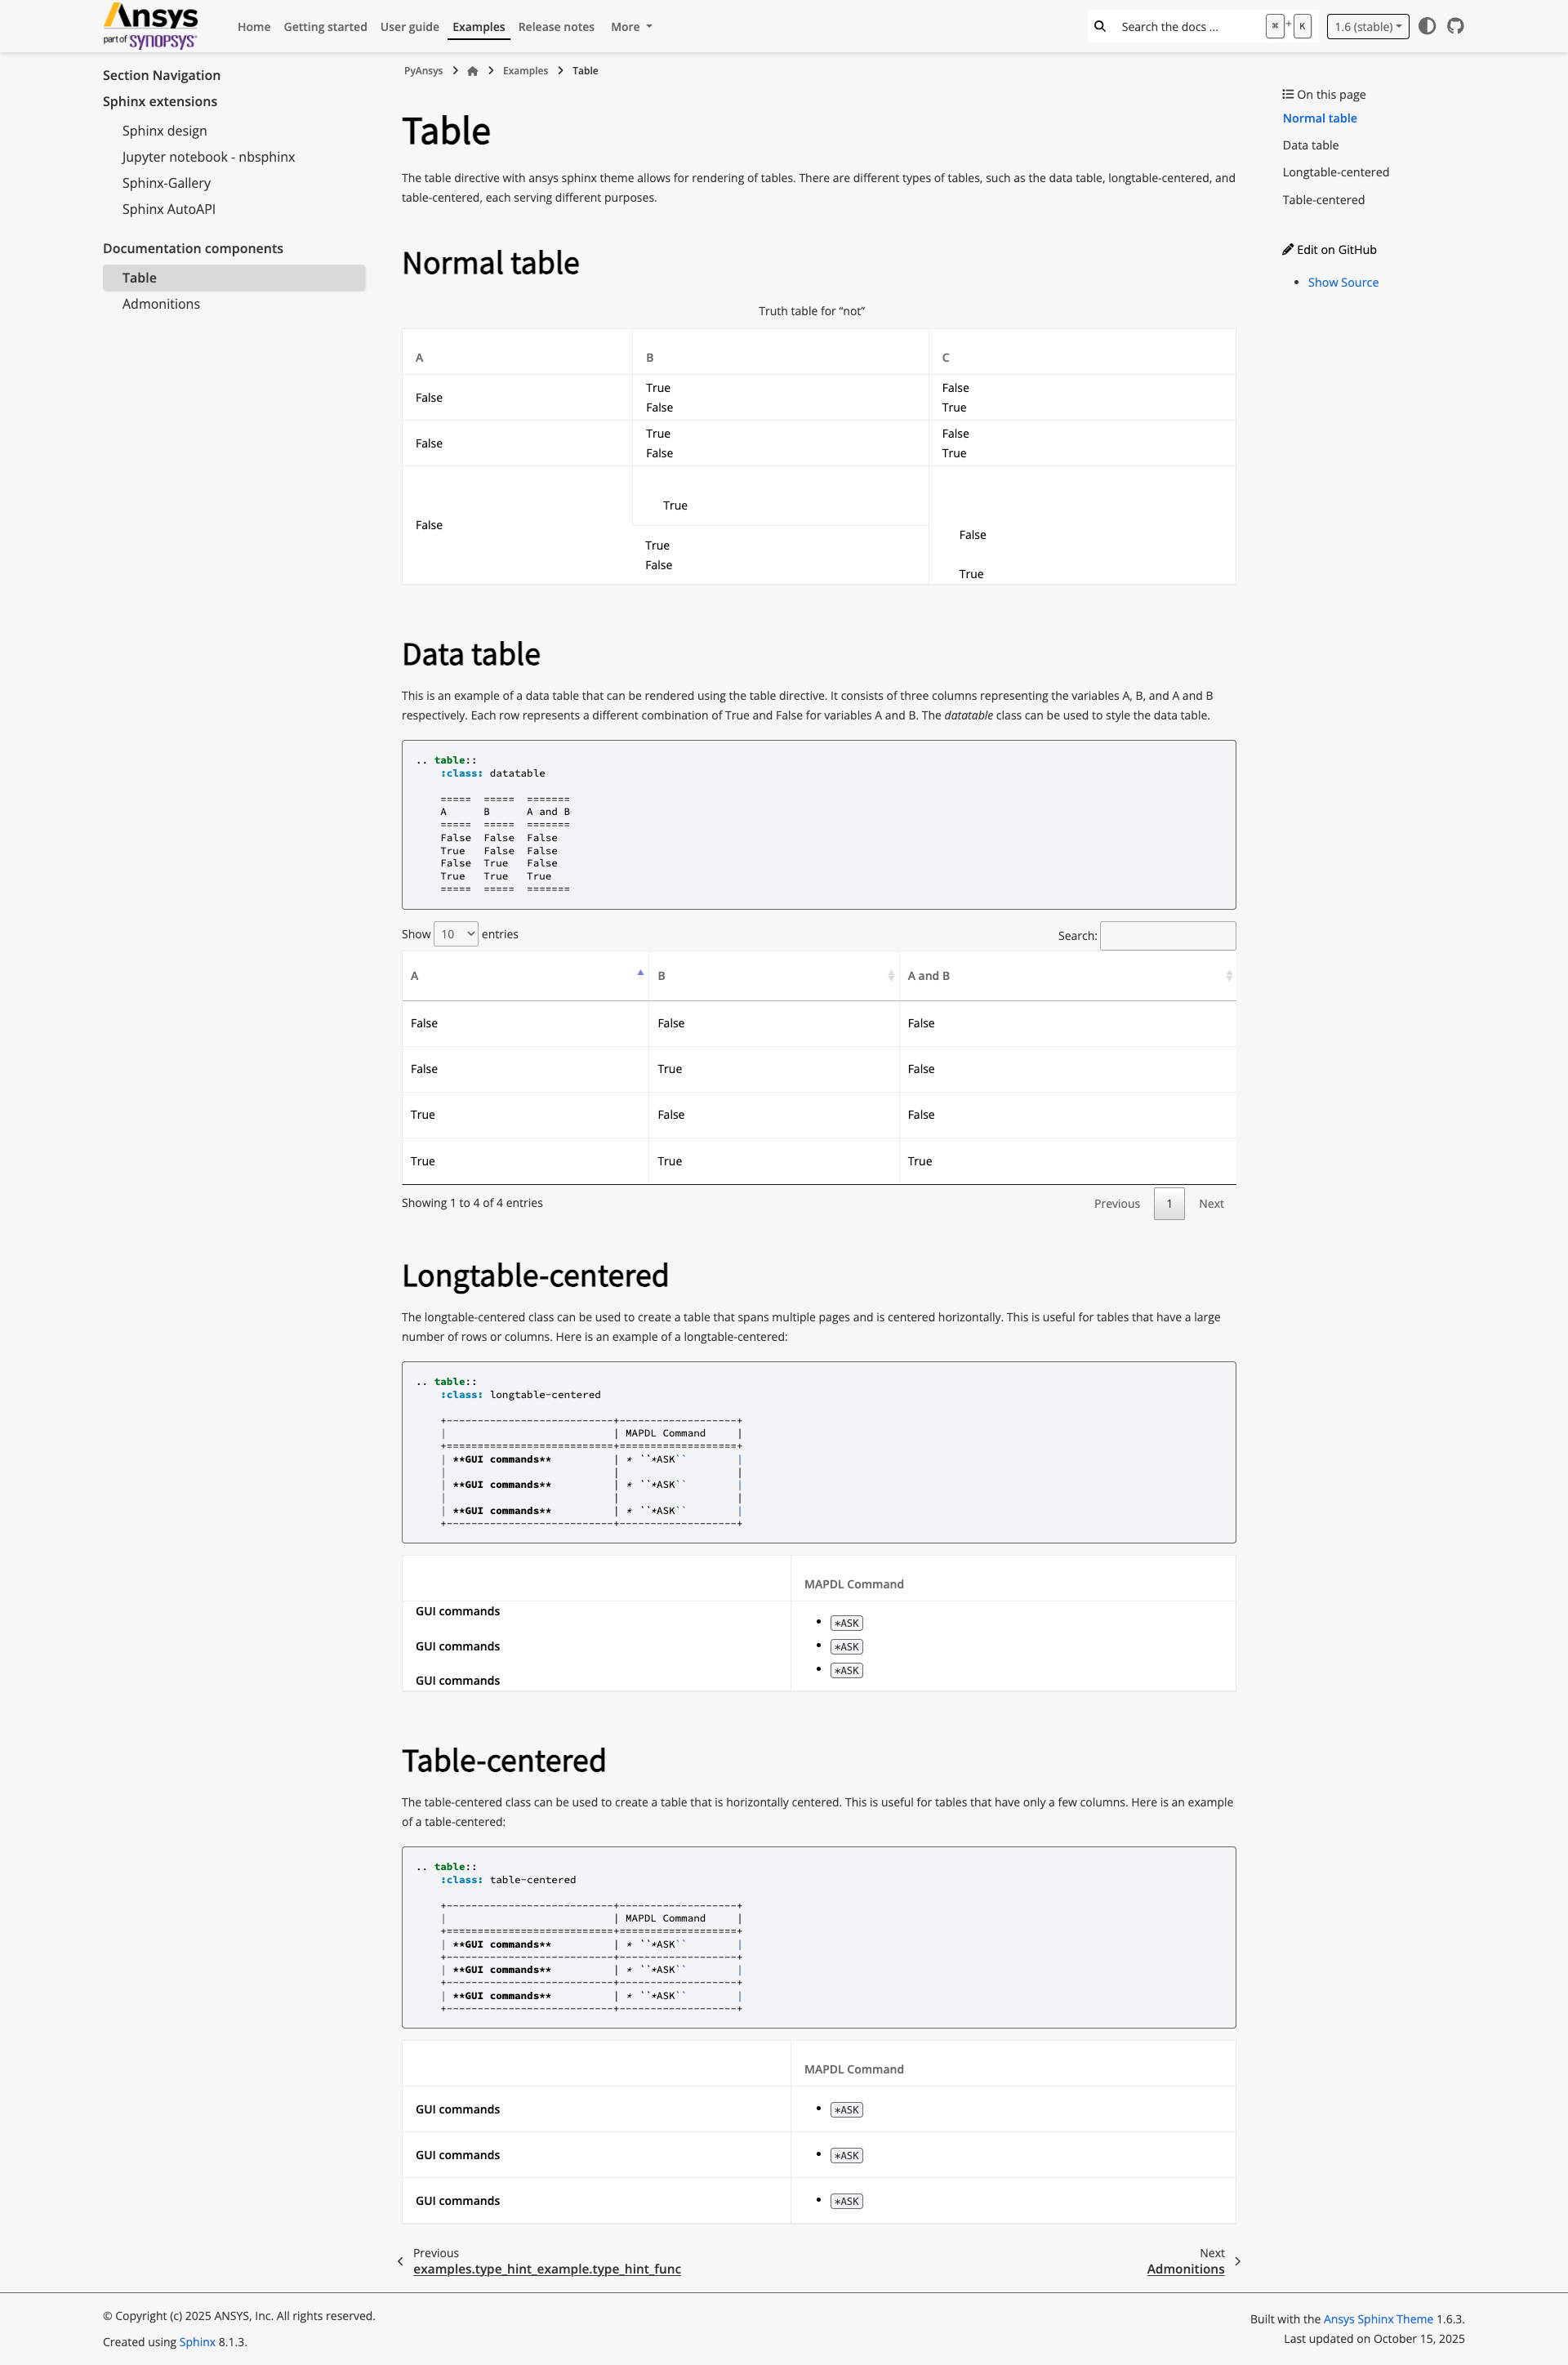 Ansys
part of SYNOPSYS
Home Getting started User guide Examples Release notes More
Search the docs ... ⌘ + K
1.6 (stable)
Section Navigation
Sphinx extensions
Sphinx design
Jupyter notebook - nbsphinx
Sphinx-Gallery
Sphinx AutoAPI
Documentation components
Table
Admonitions
PyAnsys Examples Table
Table
The table directive with ansys sphinx theme allows for rendering of tables. There are different types of tables, such as the data table, longtable-centered, and
table-centered, each serving different purposes.
Normal table
Truth table for “not”
A B C
False
True
False
False
True
False
True
False
False
True
False
True
True
False
False
True
Data table
This is an example of a data table that can be rendered using the table directive. It consists of three columns representing the variables A, B, and A and B
respectively. Each row represents a different combination of True and False for variables A and B. The datatable class can be used to style the data table.
.. table::
    :class: datatable
    =====  =====  =======
    A      B      A and B
    =====  =====  =======
    False  False  False
    True   False  False
    False  True   False
    True   True   True
    =====  =====  =======
Show 10 entries
Search:
A B A and B
False False False
False True False
True False False
True True True
Showing 1 to 4 of 4 entries
Previous 1 Next
Longtable-centered
The longtable-centered class can be used to create a table that spans multiple pages and is centered horizontally. This is useful for tables that have a large
number of rows or columns. Here is an example of a longtable-centered:
.. table::
    :class: longtable-centered
    +---------------------------+-------------------+
    |                           | MAPDL Command     |
    +===========================+===================+
    | **GUI commands**          | * ``*ASK``        |
    |                           |                   |
    | **GUI commands**          | * ``*ASK``        |
    |                           |                   |
    | **GUI commands**          | * ``*ASK``        |
    +---------------------------+-------------------+
MAPDL Command
GUI commands
GUI commands
GUI commands
• *ASK
• *ASK
• *ASK
Table-centered
The table-centered class can be used to create a table that is horizontally centered. This is useful for tables that have only a few columns. Here is an example
of a table-centered:
.. table::
    :class: table-centered
    +---------------------------+-------------------+
    |                           | MAPDL Command     |
    +===========================+===================+
    | **GUI commands**          | * ``*ASK``        |
    +---------------------------+-------------------+
    | **GUI commands**          | * ``*ASK``        |
    +---------------------------+-------------------+
    | **GUI commands**          | * ``*ASK``        |
    +---------------------------+-------------------+
MAPDL Command
GUI commands • *ASK
GUI commands • *ASK
GUI commands • *ASK
Previous
examples.type_hint_example.type_hint_func
Next
Admonitions
On this page
Normal table
Data table
Longtable-centered
Table-centered
Edit on GitHub
• Show Source
© Copyright (c) 2025 ANSYS, Inc. All rights reserved.
Created using Sphinx 8.1.3.
Built with the Ansys Sphinx Theme 1.6.3.
Last updated on October 15, 2025